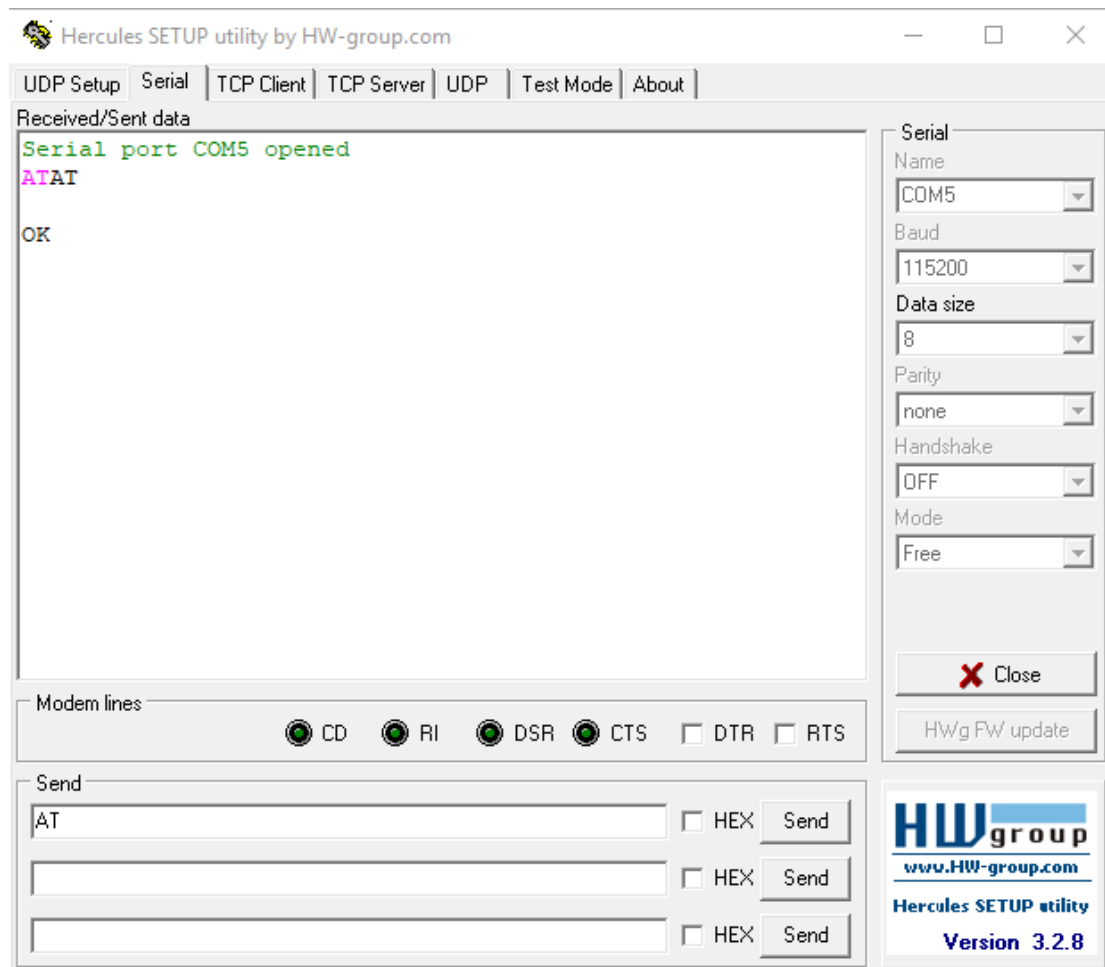 Hercules SETUP utility by HW-group.com
UDP Setup Serial TCP Client TCP Server UDP Test Mode About
Received/Sent data
Serial port COM5 opened
ATAT
OK
Serial
Name
COM5
Baud
115200
Data size
8
Parity
none
Handshake
OFF
Mode
Free
Close
HWg FW update
Modem lines
CD RI DSR CTS DTR RTS
Send
AT HEX Send
HEX Send
HEX Send
HW group
www.HW-group.com
Hercules SETUP utility
Version 3.2.8